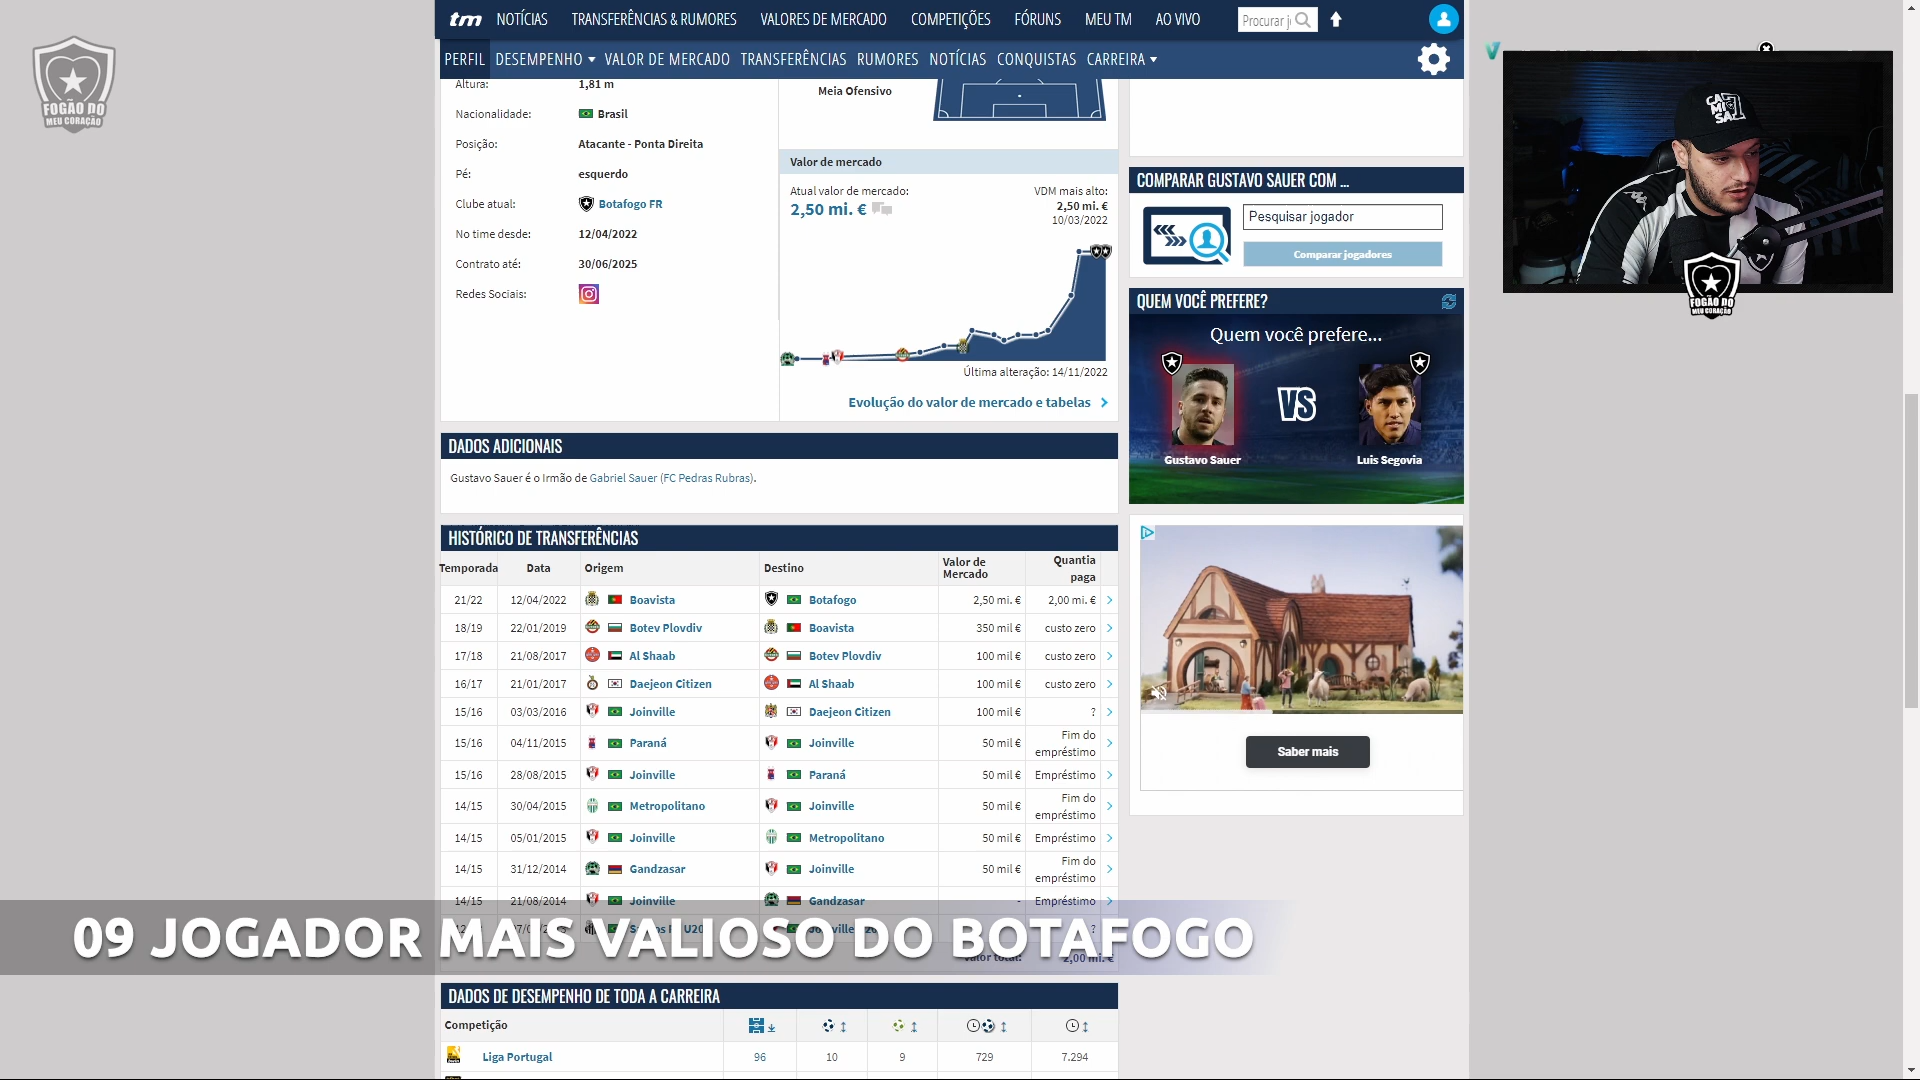 tm NOTÍCIAS TRANSFERÊNCIAS & RUMORES VALORES DE MERCADO COMPETIÇÕES FÓRUNS MEU TM AO VIVO Procurar j
PERFIL DESEMPENHO VALOR DE MERCADO TRANSFERÊNCIAS RUMORES NOTÍCIAS CONQUISTAS CARREIRA
FOGÃO DO
MEU CORAÇÃO
Altura: 1,81 m
Nacionalidade: Brasil
Posição: Atacante - Ponta Direita
Pé: esquerdo
Clube atual: Botafogo FR
No time desde: 12/04/2022
Contrato até: 30/06/2025
Redes Sociais:
Meia Ofensivo
Valor de mercado
Atual valor de mercado: VDM mais alto:
2,50 mi. € 2,50 mi. €
10/03/2022
Última alteração: 14/11/2022
Evolução do valor de mercado e tabelas
COMPARAR GUSTAVO SAUER COM ...
Pesquisar jogador
Comparar jogadores
QUEM VOCÊ PREFERE?
Quem você prefere...
VS
Gustavo Sauer Luis Segovia
CA
MI
SA
FOGÃO DO
MEU CORAÇÃO
DADOS ADICIONAIS
Gustavo Sauer é o Irmão de Gabriel Sauer (FC Pedras Rubras).
HISTÓRICO DE TRANSFERÊNCIAS
Temporada Data Origem Destino Valor de Mercado Quantia paga
21/22 12/04/2022 Boavista Botafogo 2,50 mi. € 2,00 mi. €
18/19 22/01/2019 Botev Plovdiv Boavista 350 mil € custo zero
17/18 21/08/2017 Al Shaab Botev Plovdiv 100 mil € custo zero
16/17 21/01/2017 Daejeon Citizen Al Shaab 100 mil € custo zero
15/16 03/03/2016 Joinville Daejeon Citizen 100 mil € ?
15/16 04/11/2015 Paraná Joinville 50 mil € Fim do empréstimo
15/16 28/08/2015 Joinville Paraná 50 mil € Empréstimo
14/15 30/04/2015 Metropolitano Joinville 50 mil € Fim do empréstimo
14/15 05/01/2015 Joinville Metropolitano 50 mil € Empréstimo
14/15 31/12/2014 Gandzasar Joinville 50 mil € Fim do empréstimo
14/15 21/08/2014 Joinville Gandzasar - Empréstimo
09 JOGADOR MAIS VALIOSO DO BOTAFOGO
Valor total: 2,00 mi. €
Saber mais
DADOS DE DESEMPENHO DE TODA A CARREIRA
Competição
Liga Portugal 96 10 9 729 7.294